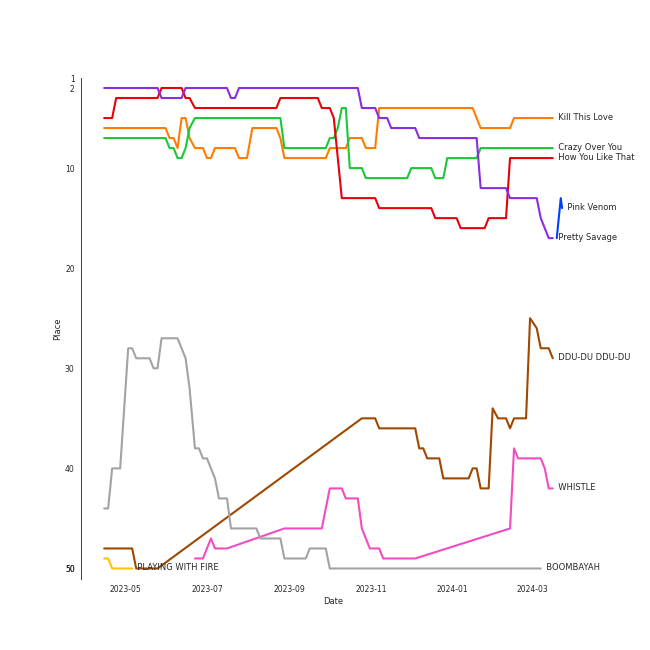 1
2
Kill This Love
Crazy Over You
How You Like That
10
Pink Venom
Pretty Savage
20
Place
DDU-DU DDU-DU
30
40
WHISTLE
50
PLAYING WITH FIRE
BOOMBAYAH
2023-05
2023-07
2023-09
2023-11
2024-01
2024-03
Date